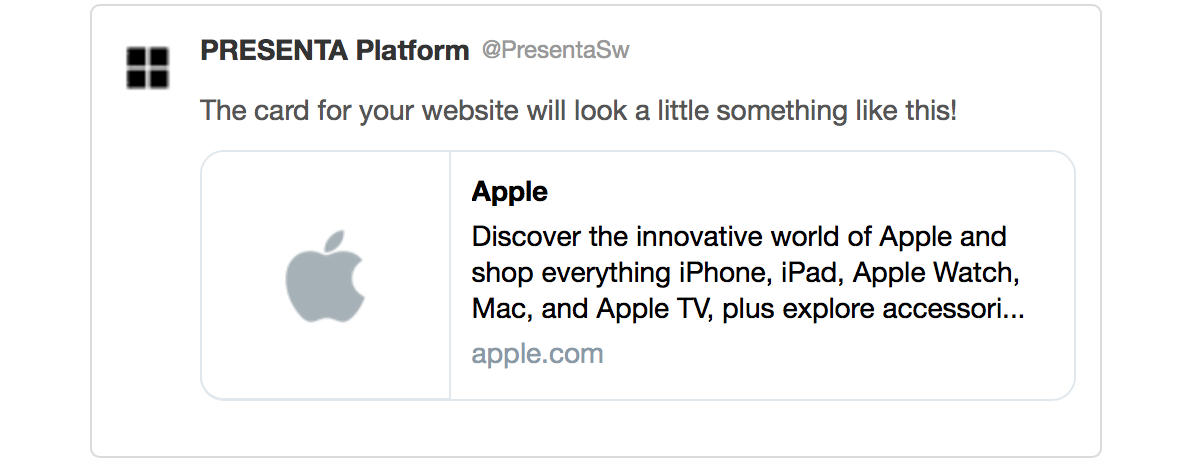 PRESENTA Platform @PresentaSw
The card for your website will look a little something like this!
Apple
Discover the innovative world of Apple and
shop everything iPhone, iPad, Apple Watch,
Mac, and Apple TV, plus explore accessori...
apple.com